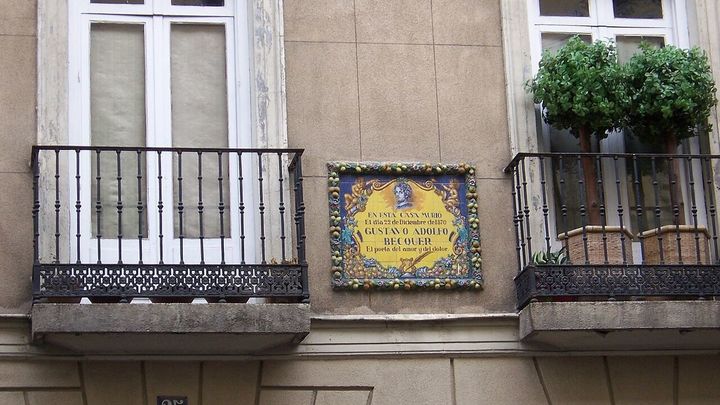 EN ESTA CASA MURIO
El día 22 de Diciembre de 1870
GUSTAVO ADOLFO
BECQUER
El poeta del amor y del dolor